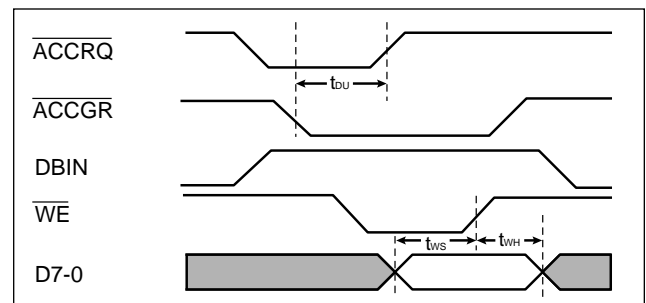 ACCRQ
tDU
ACCGR
DBIN
WE
tWS tWH
D7-0